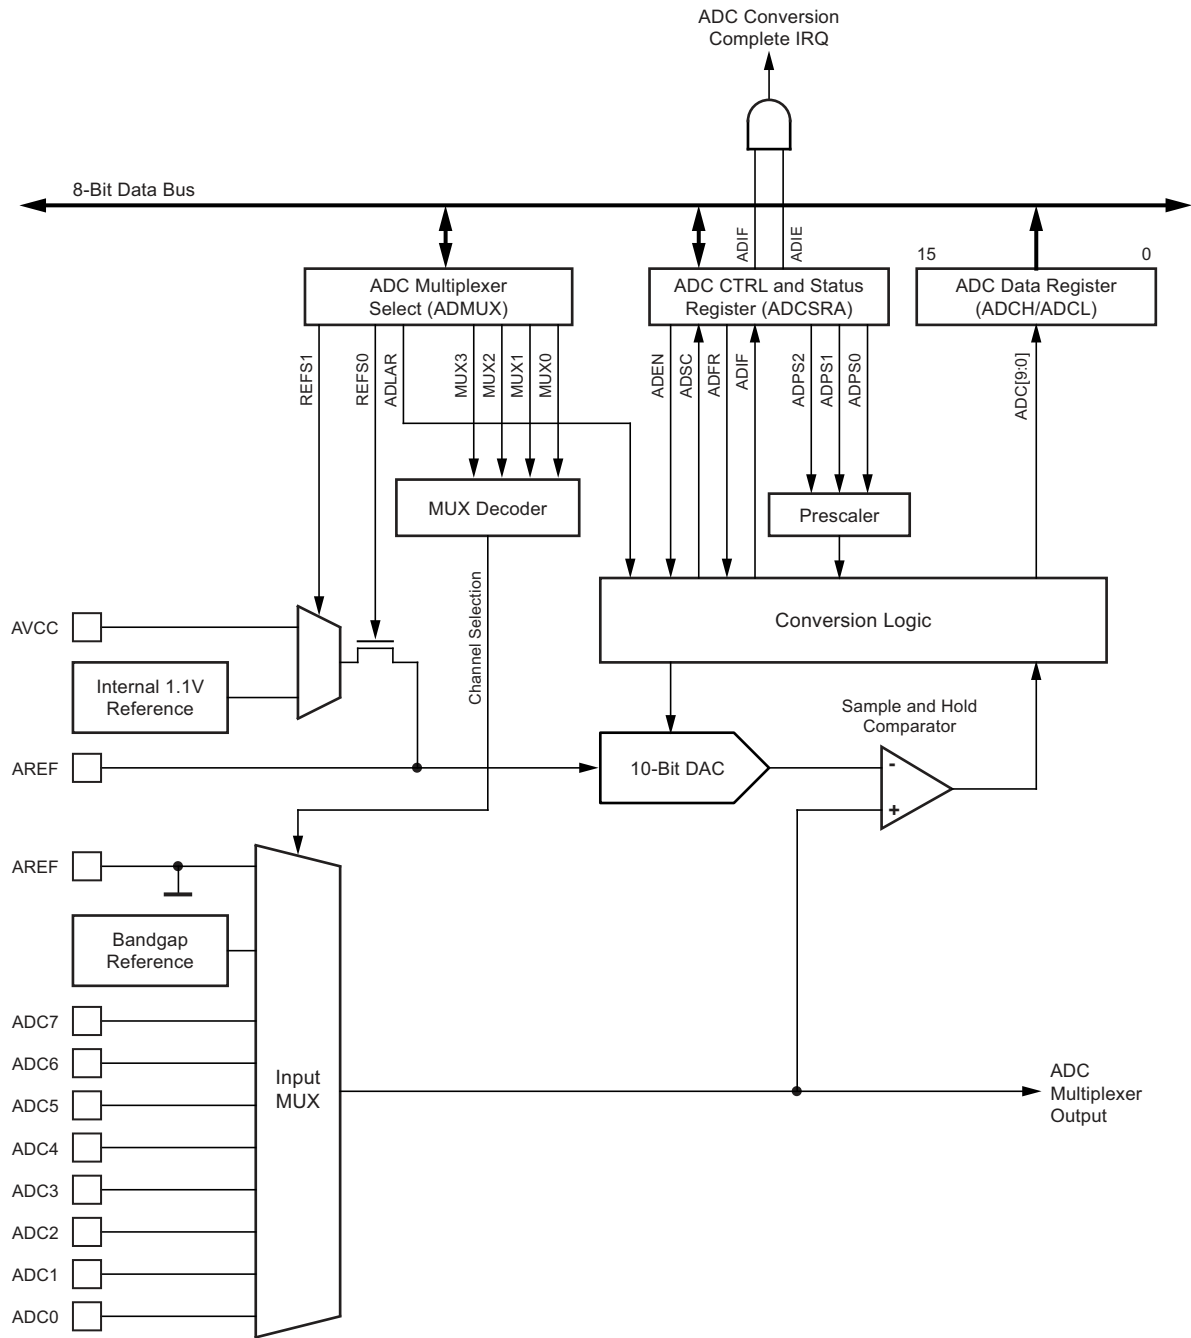 ADC Conversion
Complete IRQ
8-Bit Data Bus
ADIF
ADIE
15
0
ADC Multiplexer
Select (ADMUX)
ADC CTRL and Status
Register (ADCSRA)
ADC Data Register
(ADCH/ADCL)
REFS1
REFS0
ADLAR
MUX3
MUX2
MUX1
MUX0
ADEN
ADSC
ADFR
ADIF
ADPS2
ADPS1
ADPS0
ADC[9:0]
MUX Decoder
Prescaler
Channel Selection
Conversion Logic
AVCC
Internal 1.1V
Reference
Sample and Hold
Comparator
AREF
10-Bit DAC
-
+
AREF
Bandgap
Reference
ADC7
ADC6
ADC5
ADC4
ADC3
ADC2
ADC1
ADC0
Input
MUX
ADC
Multiplexer
Output